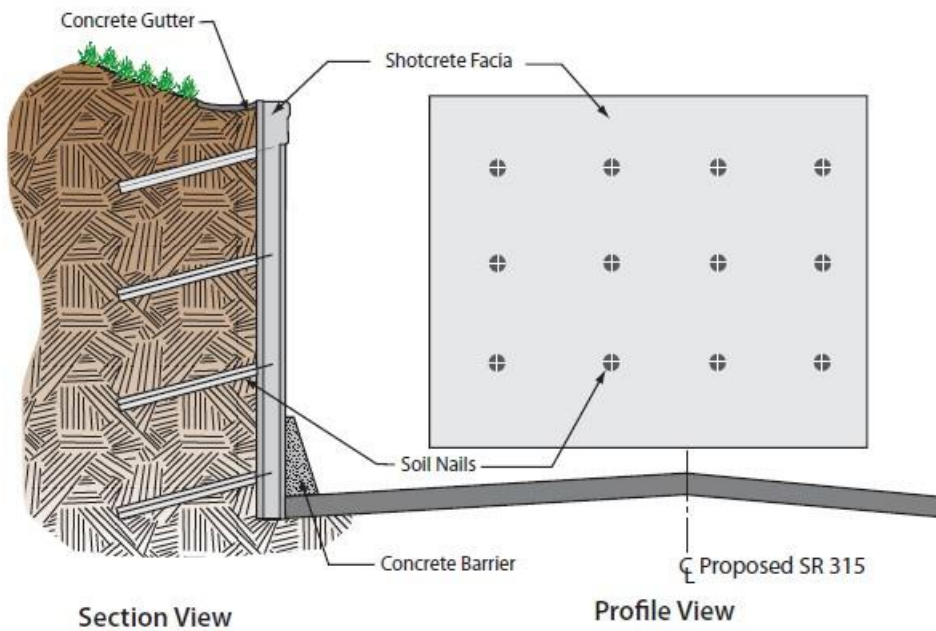 Concrete Gutter
Shotcrete Facia
Soil Nails
Concrete Barrier
℄ Proposed SR 315
Section View
Profile View